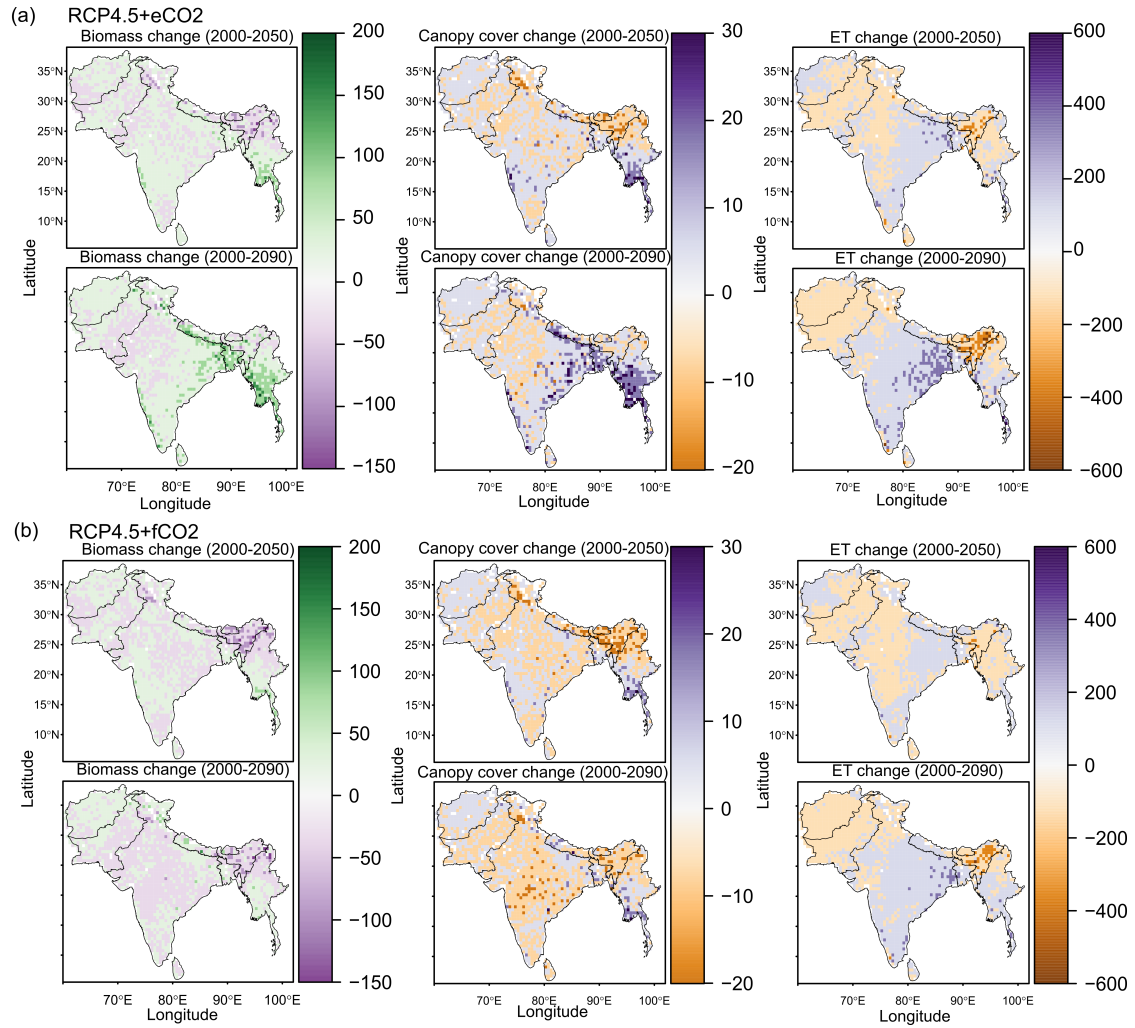 (a)
RCP4.5+eCO2
Biomass change (2000-2050)
Canopy cover change (2000-2050)
ET change (2000-2050)
35°N
30°N
25°N
20°N
15°N
10°N
35°N
30°N
25°N
20°N
15°N
10°N
35°N
30°N
25°N
20°N
15°N
10°N
Biomass change (2000-2090)
Canopy cover change (2000-2090)
ET change (2000-2090)
200
150
100
50
0
−50
−100
−150
30
20
10
0
−10
−20
600
400
200
0
−200
−400
−600
Latitude
Latitude
Latitude
70°E 80°E 90°E 100°E
70°E 80°E 90°E 100°E
70°E 80°E 90°E 100°E
Longitude
Longitude
Longitude
(b)
RCP4.5+fCO2
Biomass change (2000-2050)
Canopy cover change (2000-2050)
ET change (2000-2050)
35°N
30°N
25°N
20°N
15°N
10°N
35°N
30°N
25°N
20°N
15°N
10°N
35°N
30°N
25°N
20°N
15°N
10°N
Biomass change (2000-2090)
Canopy cover change (2000-2090)
ET change (2000-2090)
200
150
100
50
0
−50
−100
−150
30
20
10
0
−10
−20
600
400
200
0
−200
−400
−600
Latitude
Latitude
Latitude
70°E 80°E 90°E 100°E
70°E 80°E 90°E 100°E
70°E 80°E 90°E 100°E
Longitude
Longitude
Longitude